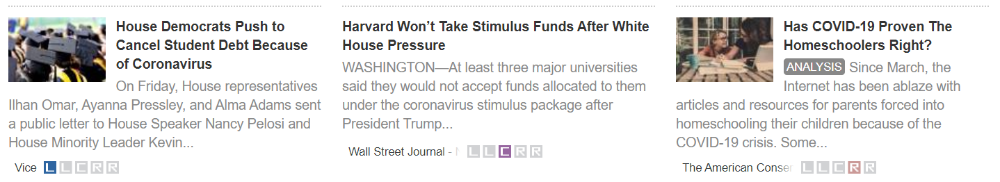 House Democrats Push to
Cancel Student Debt Because
of Coronavirus
On Friday, House representatives
Ilhan Omar, Ayanna Pressley, and Alma Adams sent
a public letter to House Speaker Nancy Pelosi and
House Minority Leader Kevin...
Vice L L C R R
Harvard Won’t Take Stimulus Funds After White
House Pressure
WASHINGTON—At least three major universities
said they would not accept funds allocated to them
under the coronavirus stimulus package after
President Trump...
Wall Street Journal - L L C R R
Has COVID-19 Proven The
Homeschoolers Right?
ANALYSIS Since March, the
Internet has been ablaze with
articles and resources for parents forced into
homeschooling their children because of the
COVID-19 crisis. Some...
The American Conser L L C R R